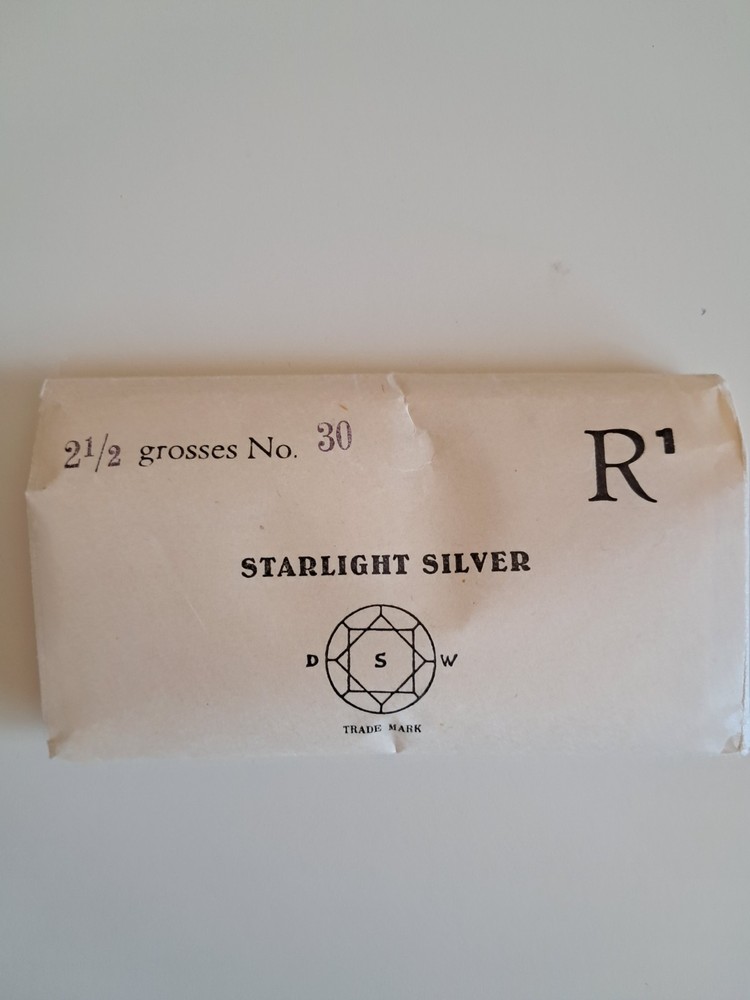 2½ grosses No. 30
R¹
STARLIGHT SILVER
D S W
TRADE MARK